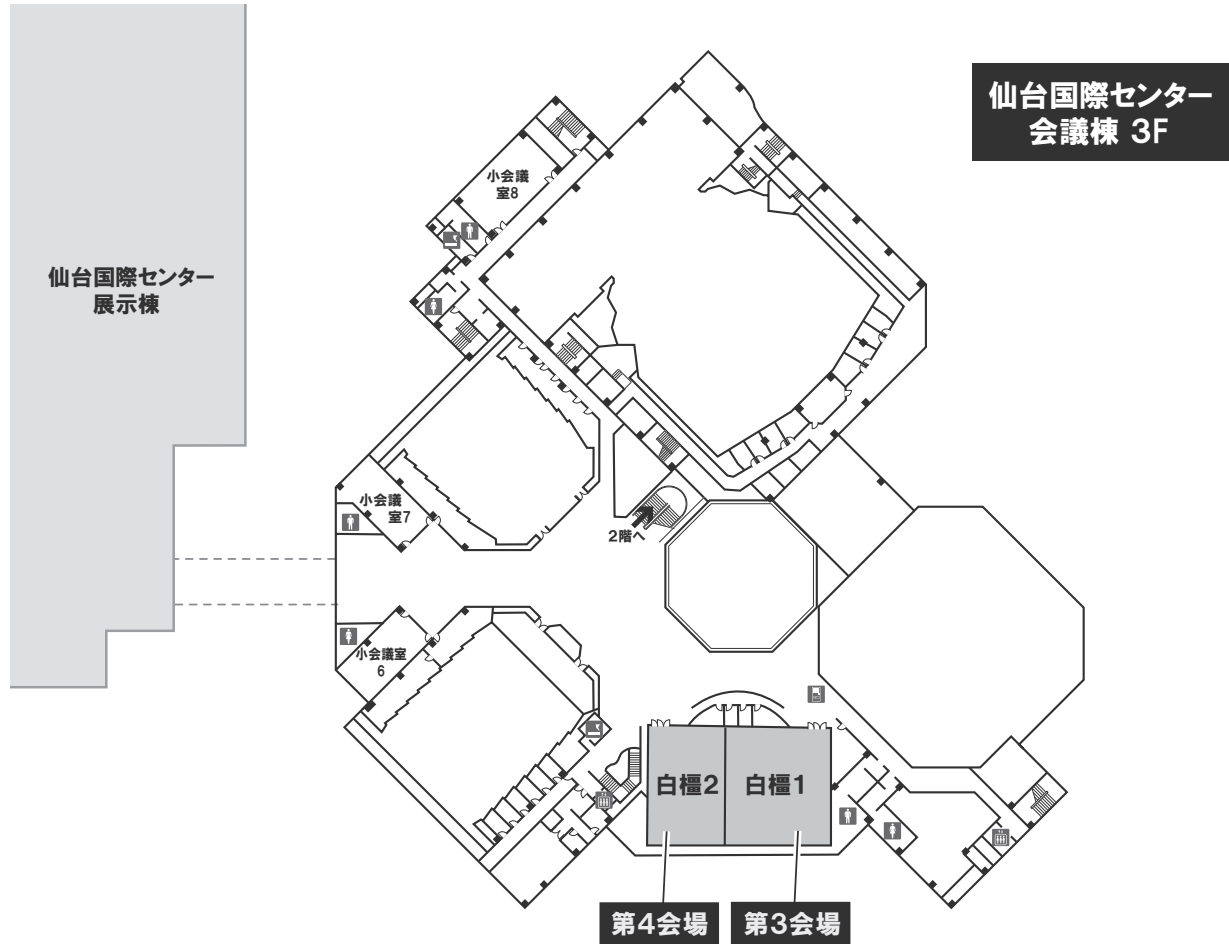 仙台国際センター
会議棟 3F
小会議
室8
仙台国際センター
展示棟
小会議
室7
2階へ
小会議室
6
白橿2
白橿1
第4会場
第3会場